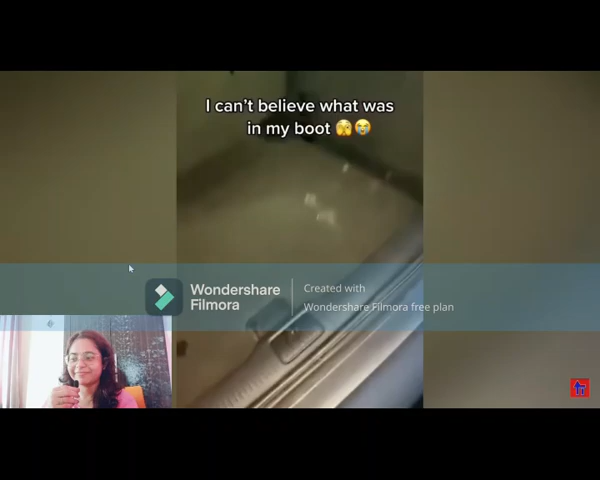 I can't believe what was
in my boot 🫣😭
Wondershare
Filmora
Created with
Wondershare Filmora free plan